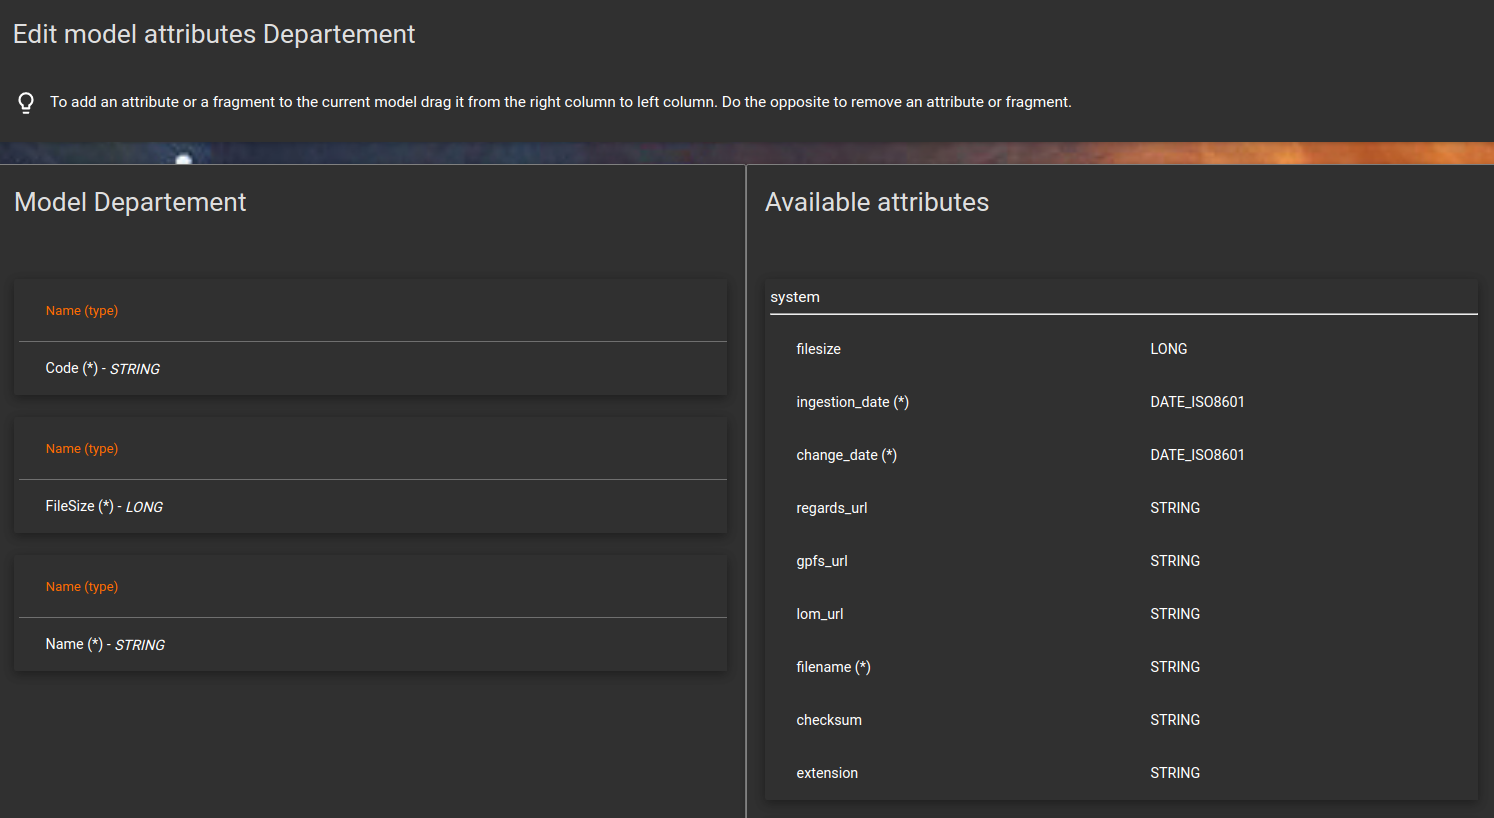 Edit model attributes Departement
To add an attribute or a fragment to the current model drag it from the right column to left column. Do the opposite to remove an attribute or fragment.
Model Departement
Name (type)
Code (*) - STRING
Name (type)
FileSize (*) - LONG
Name (type)
Name (*) - STRING
Available attributes
system
filesize LONG
ingestion_date (*) DATE_ISO8601
change_date (*) DATE_ISO8601
regards_url STRING
gpfs_url STRING
lom_url STRING
filename (*) STRING
checksum STRING
extension STRING